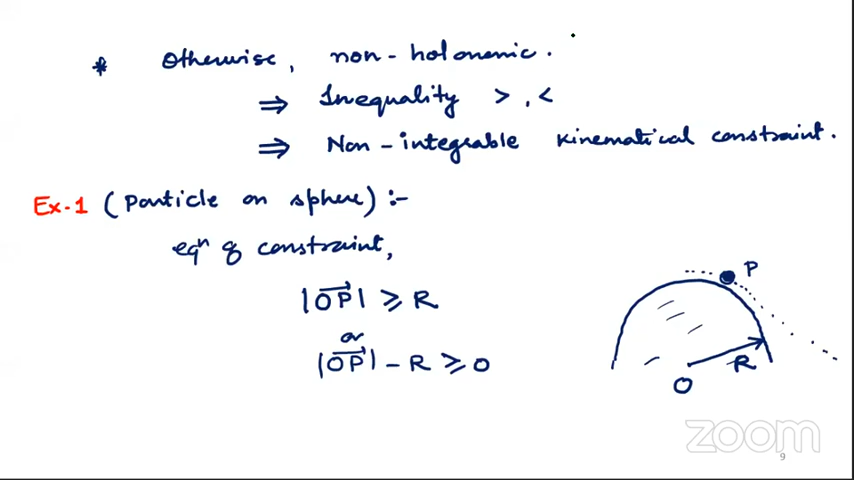 * Otherwise, non-holonomic.
⇒ Inequality >, <
⇒ Non-integrable kinematical constraint.
Ex-1 (Particle on sphere) :-
eqⁿ of constraint,
|OP⃗| ≥ R
or
|OP⃗| - R ≥ 0
P
R
O
zoom
9